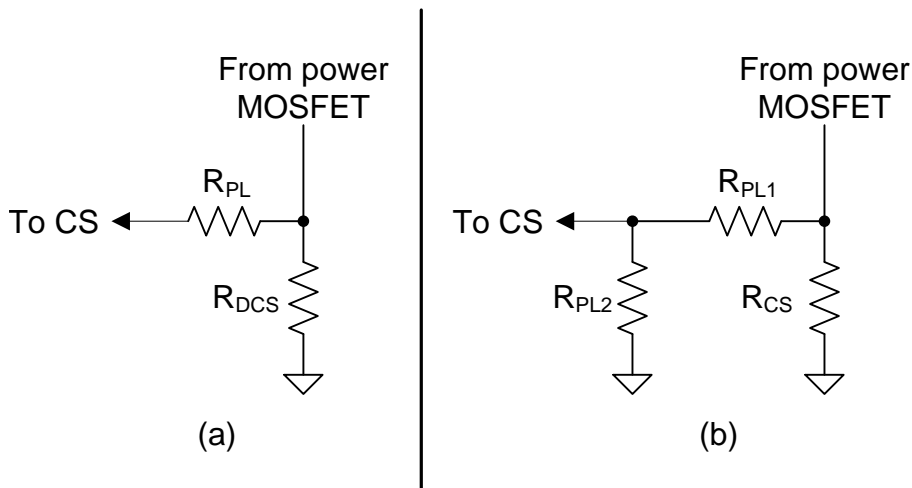 From power
MOSFET
RPL
To CS
RDCS
(a)
From power
MOSFET
RPL1
To CS
RPL2
RCS
(b)